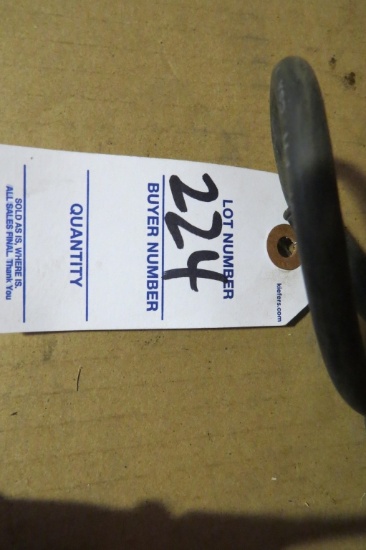 kiefers.com
LOT NUMBER
224
BUYER NUMBER
QUANTITY
SOLD AS IS, WHERE IS.
ALL SALES FINAL. Thank You